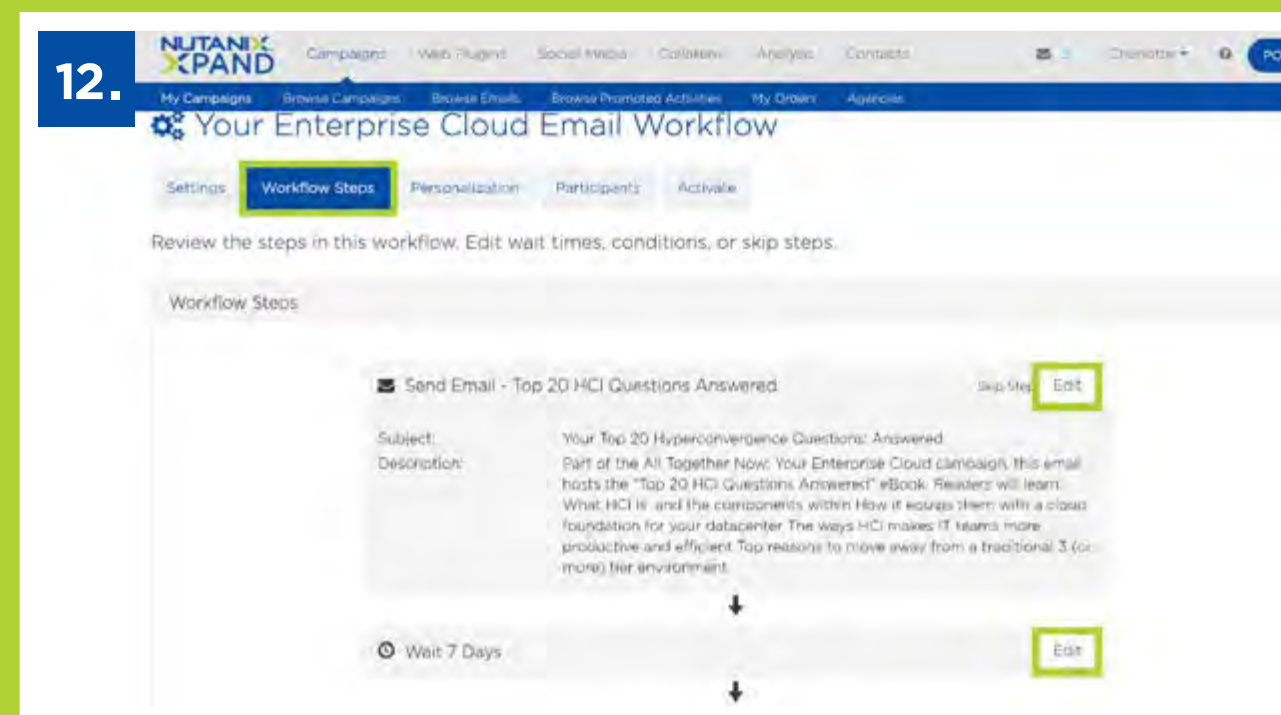 12.
NUTANIX
XPAND
Campaigns Web Plugins Social Media Collateral Analysis Contacts
My Campaigns Browse Campaigns Browse Emails Browse Promoted Activities My Orders Agencies
Your Enterprise Cloud Email Workflow
Settings Workflow Steps Personalization Participants Activate
Review the steps in this workflow. Edit wait times, conditions, or skip steps.
Workflow Steps
Send Email - Top 20 HCI Questions Answered Skip Step Edit
Subject: Your Top 20 Hyperconvergence Questions: Answered
Description: Part of the All Together Now: Your Enterprise Cloud campaign, this email
hosts the "Top 20 HCI Questions Answered" eBook. Readers will learn:
What HCI is and the components within How it equips them with a cloud
foundation for your datacenter The ways HCI makes IT teams more
productive and efficient Top reasons to move away from a traditional 3 (or
more) tier environment
Wait 7 Days Edit